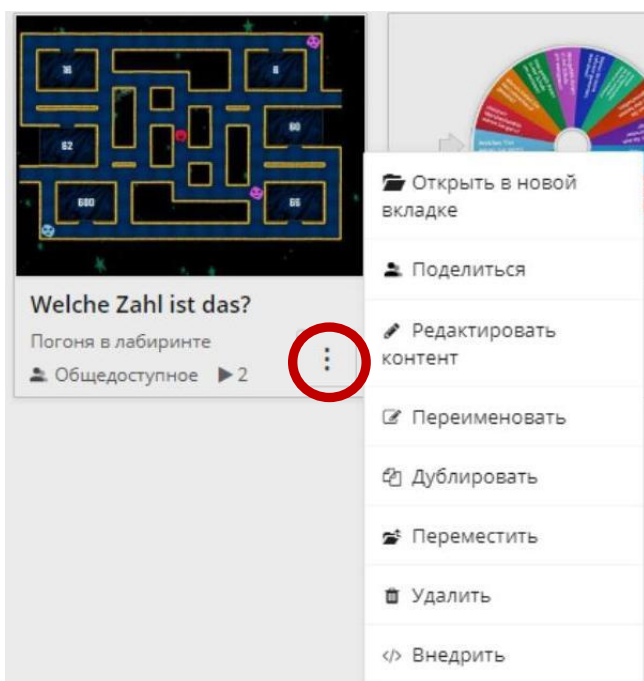 16
8
62
60
600
66
Welche Zahl ist das?
Погоня в лабиринте
Общедоступное 2
Открыть в новой
вкладке
Поделиться
Редактировать
контент
Переименовать
Дублировать
Переместить
Удалить
Внедрить